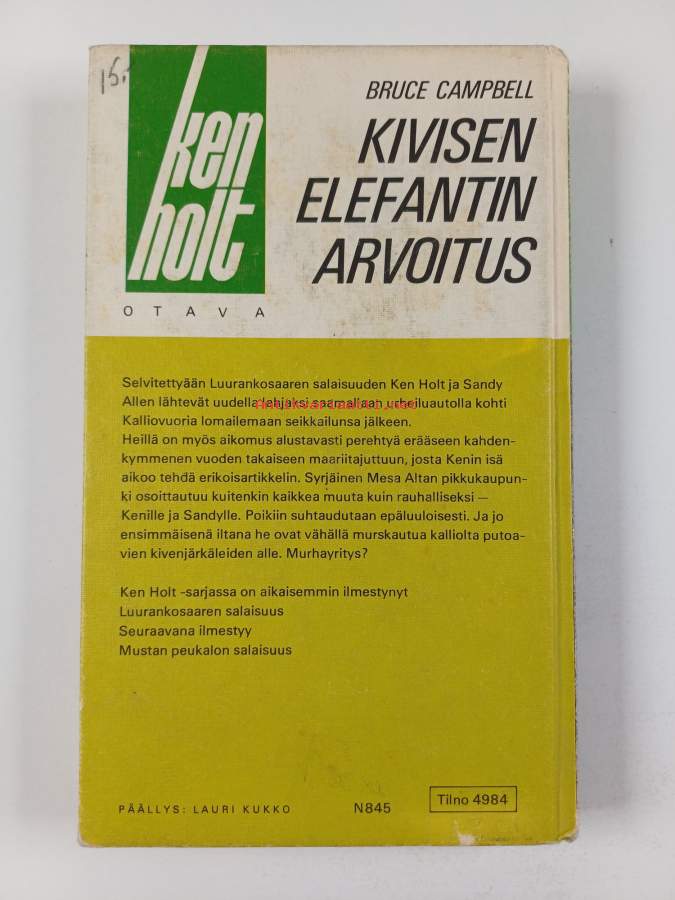 15,-
ken
holt
OTAVA
BRUCE CAMPBELL
KIVISEN
ELEFANTIN
ARVOITUS
Selvitettyään Luurankosaaren salaisuuden Ken Holt ja Sandy
Allen lähtevät uudella lahjaksi saamallaan urheiluautolla kohti
Kalliovuoria lomailemaan seikkailunsa jälkeen.
Heillä on myös aikomus alustavasti perehtyä erääseen kahden-
kymmenen vuoden takaiseen maariitajuttuun, josta Kenin isä
aikoo tehdä erikoisartikkelin. Syrjäinen Mesa Altan pikkukaupun-
ki osoittautuu kuitenkin kaikkea muuta kuin rauhalliseksi —
Kenille ja Sandylle. Poikiin suhtaudutaan epäluuloisesti. Ja jo
ensimmäisenä iltana he ovat vähällä murskautua kalliolta putoa-
vien kivenjärkäleiden alle. Murhayritys?
Ken Holt -sarjassa on aikaisemmin ilmestynyt
Luurankosaaren salaisuus
Seuraavana ilmestyy
Mustan peukalon salaisuus
PÄÄLLYS: LAURI KUKKO N845 Tilno 4984